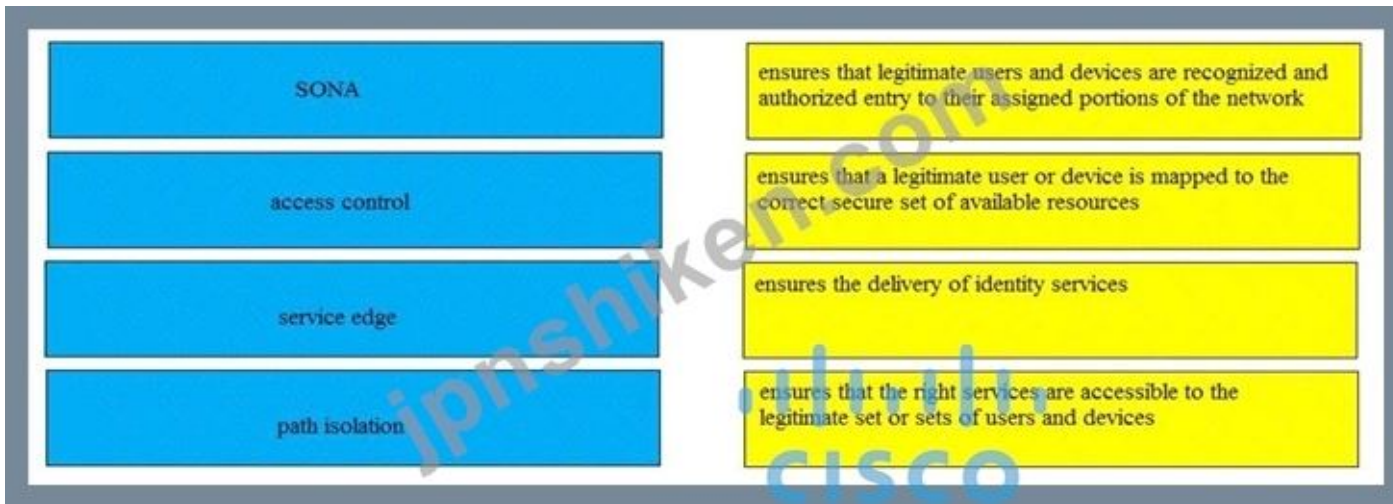 SONA
access control
service edge
path isolation
ensures that legitimate users and devices are recognized and
authorized entry to their assigned portions of the network
ensures that a legitimate user or device is mapped to the
correct secure set of available resources
ensures the delivery of identity services
ensures that the right services are accessible to the
legitimate set or sets of users and devices
jpnshiken.com
CISCO